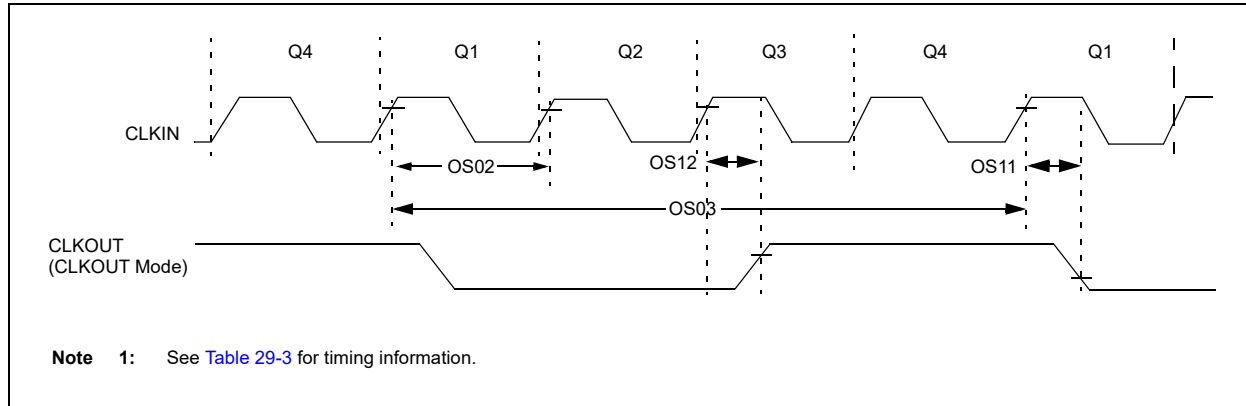 Q4 Q1 Q2 Q3 Q4 Q1
CLKIN
OS02 OS12 OS11
OS03
CLKOUT
(CLKOUT Mode)
Note 1: See Table 29-3 for timing information.